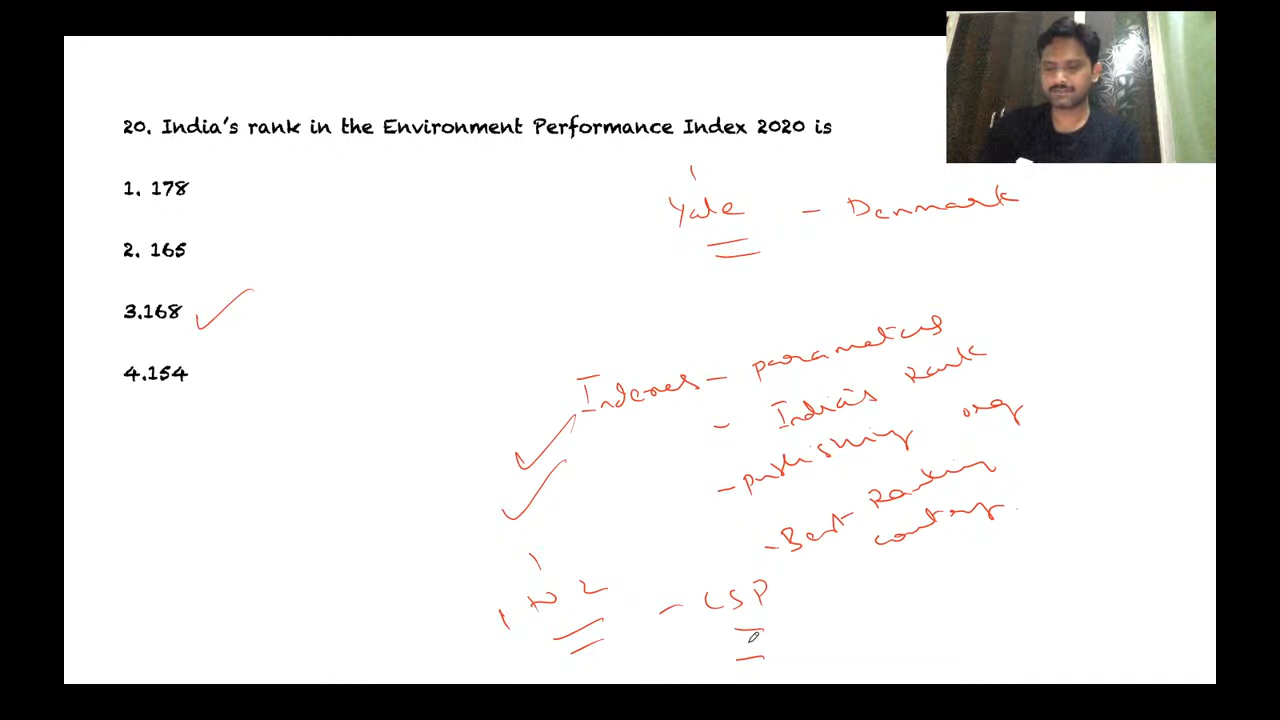 20. India's rank in the Environment Performance Index 2020 is
1. 178
Yale - Denmark
2. 165
3.168
4.154
Indexes - parameters
- India's Rank
- publishing org
- Best Ranking
country
1 to 2 - CSP